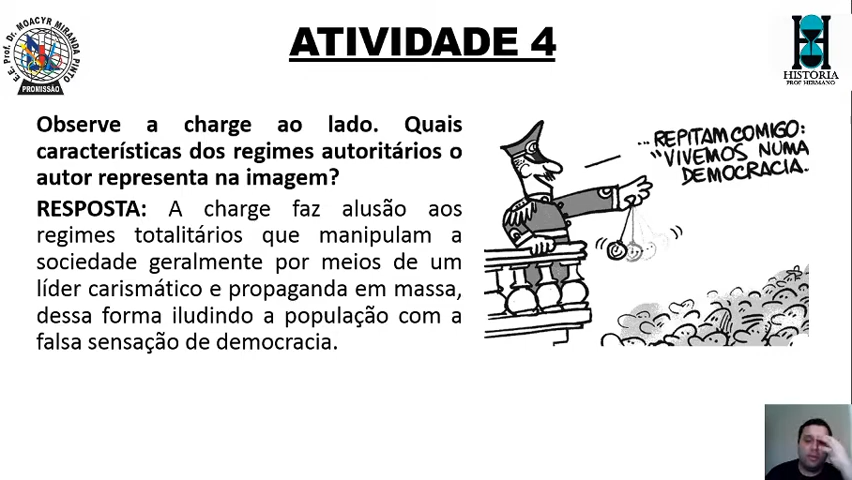 E.E. Prof. Dr. MOACYR MIRANDA PINTO
PROMISSÃO
ATIVIDADE 4
HISTORIA
PROF HERMANO
Observe a charge ao lado. Quais
características dos regimes autoritários o
autor representa na imagem?
RESPOSTA: A charge faz alusão aos
regimes totalitários que manipulam a
sociedade geralmente por meios de um
líder carismático e propaganda em massa,
dessa forma iludindo a população com a
falsa sensação de democracia.
... REPITAM COMIGO:
"VIVEMOS NUMA
DEMOCRACIA.